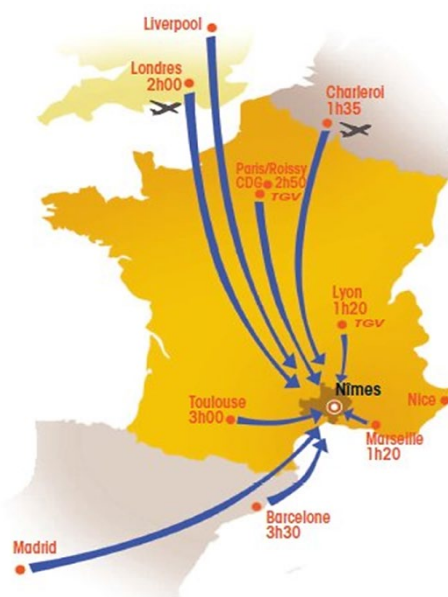 Liverpool
Londres
2h00
Charleroi
1h35
Paris/Roissy
CDG 2h50
TGV
Lyon
1h20
TGV
Nîmes
Toulouse
3h00
Nice
Marseille
1h20
Barcelone
3h30
Madrid